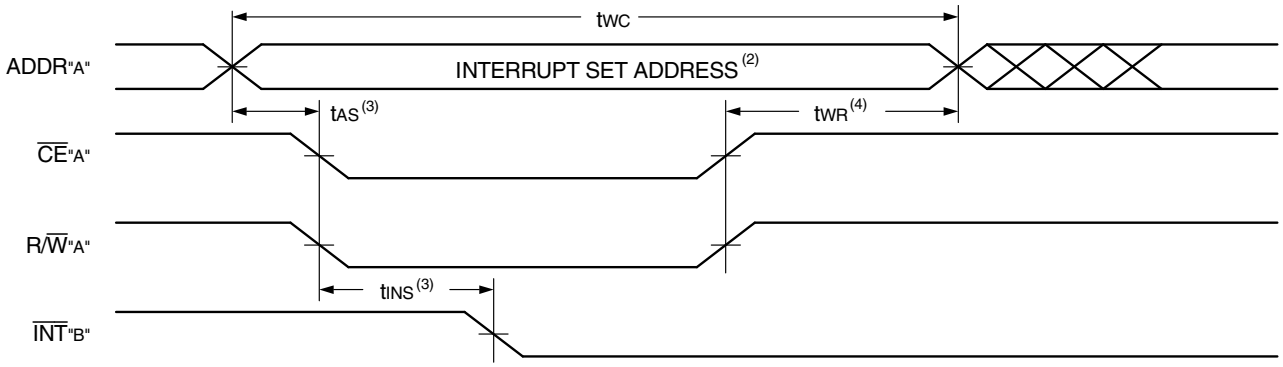 tWC
ADDR"A"
INTERRUPT SET ADDRESS(2)
tAS(3)
tWR(4)
CE"A"
R/W"A"
tINS(3)
INT"B"